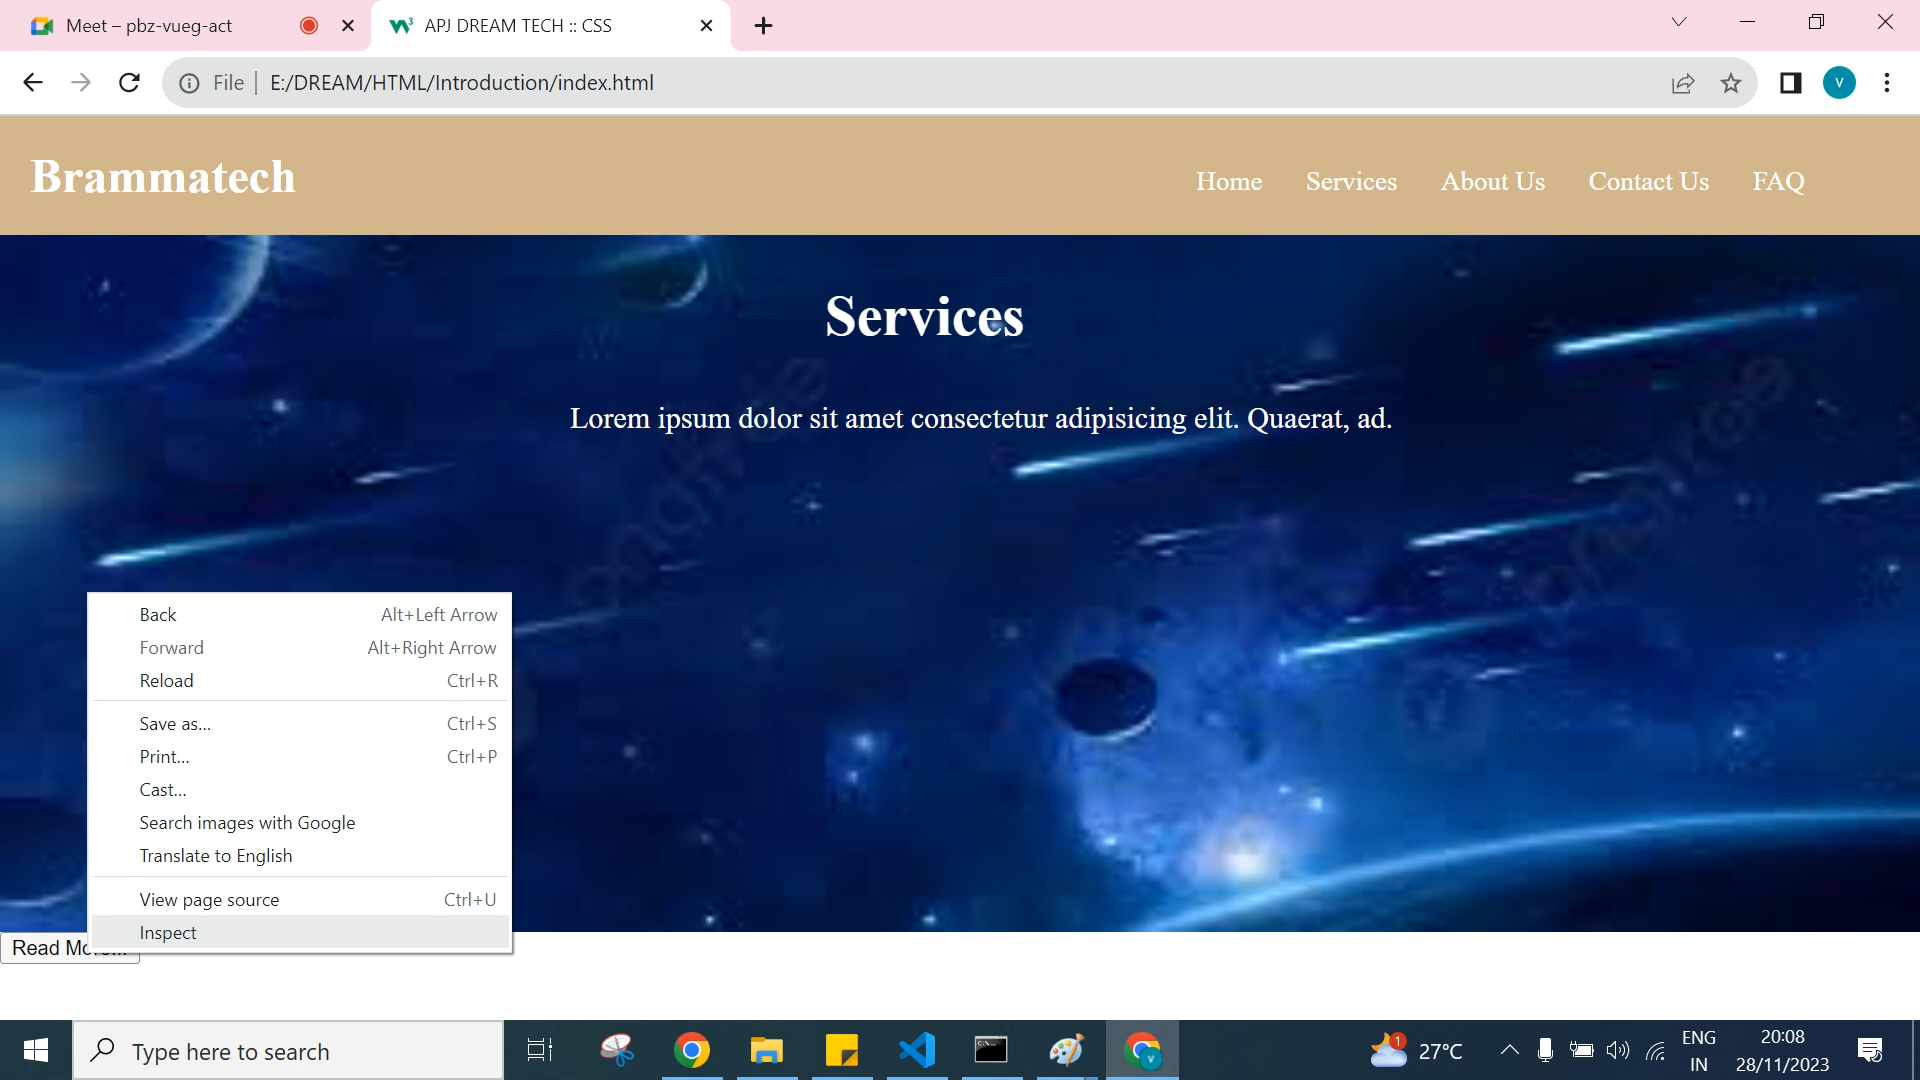 Meet – pbz-vueg-act
APJ DREAM TECH :: CSS
File
E:/DREAM/HTML/Introduction/index.html
V
Brammatech
Home Services About Us Contact Us FAQ
Services
Lorem ipsum dolor sit amet consectetur adipisicing elit. Quaerat, ad.
Back Alt+Left Arrow
Forward Alt+Right Arrow
Reload Ctrl+R
Save as... Ctrl+S
Print... Ctrl+P
Cast...
Search images with Google
Translate to English
View page source Ctrl+U
Inspect
Read
Type here to search
1
27°C
ENG
IN
20:08
28/11/2023